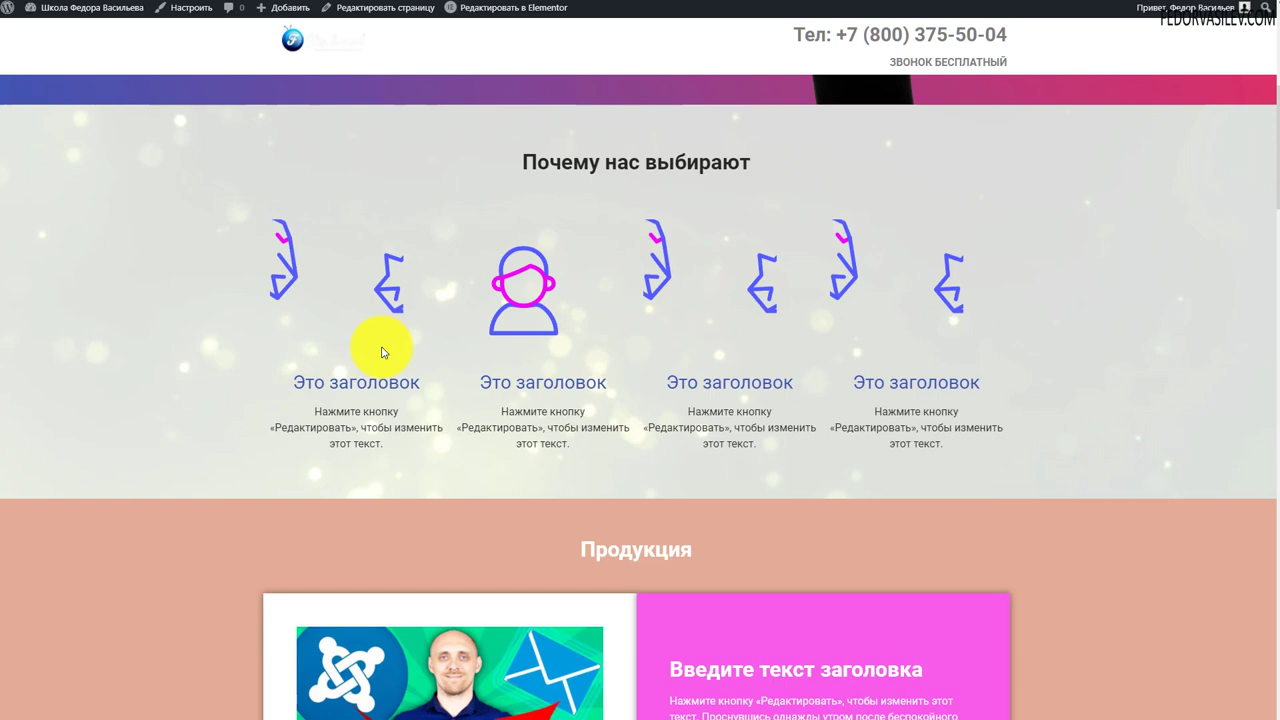 Школа Федора Васильева Настроить 0 Добавить Редактировать страницу Редактировать в Elementor Привет, Федор Васильев
FEDORVASILEV.COM
Тел: +7 (800) 375-50-04
ЗВОНОК БЕСПЛАТНЫЙ
Почему нас выбирают
Это заголовок Это заголовок Это заголовок Это заголовок
Нажмите кнопку Нажмите кнопку Нажмите кнопку Нажмите кнопку
«Редактировать», чтобы изменить «Редактировать», чтобы изменить «Редактировать», чтобы изменить «Редактировать», чтобы изменить
этот текст. этот текст. этот текст. этот текст.
Продукция
Введите текст заголовка
Нажмите кнопку «Редактировать», чтобы изменить этот
текст. Проснувшись однажды утром после беспокойного